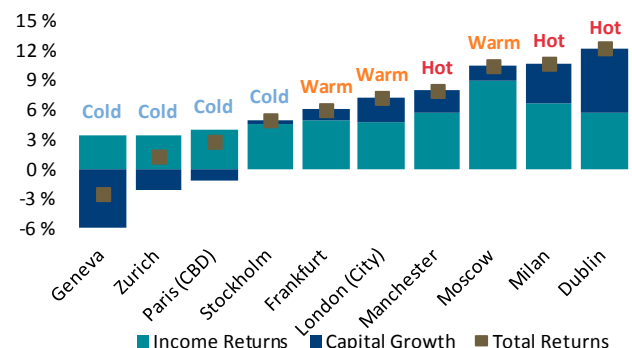 15 %
12 %
9 %
6 %
3 %
0 %
-3 %
-6 %
Cold
Cold
Cold
Cold
Warm
Warm
Hot
Warm
Hot
Hot
Geneva
Zurich
Paris (CBD)
Stockholm
Frankfurt
London (City)
Manchester
Moscow
Milan
Dublin
Income Returns Capital Growth Total Returns